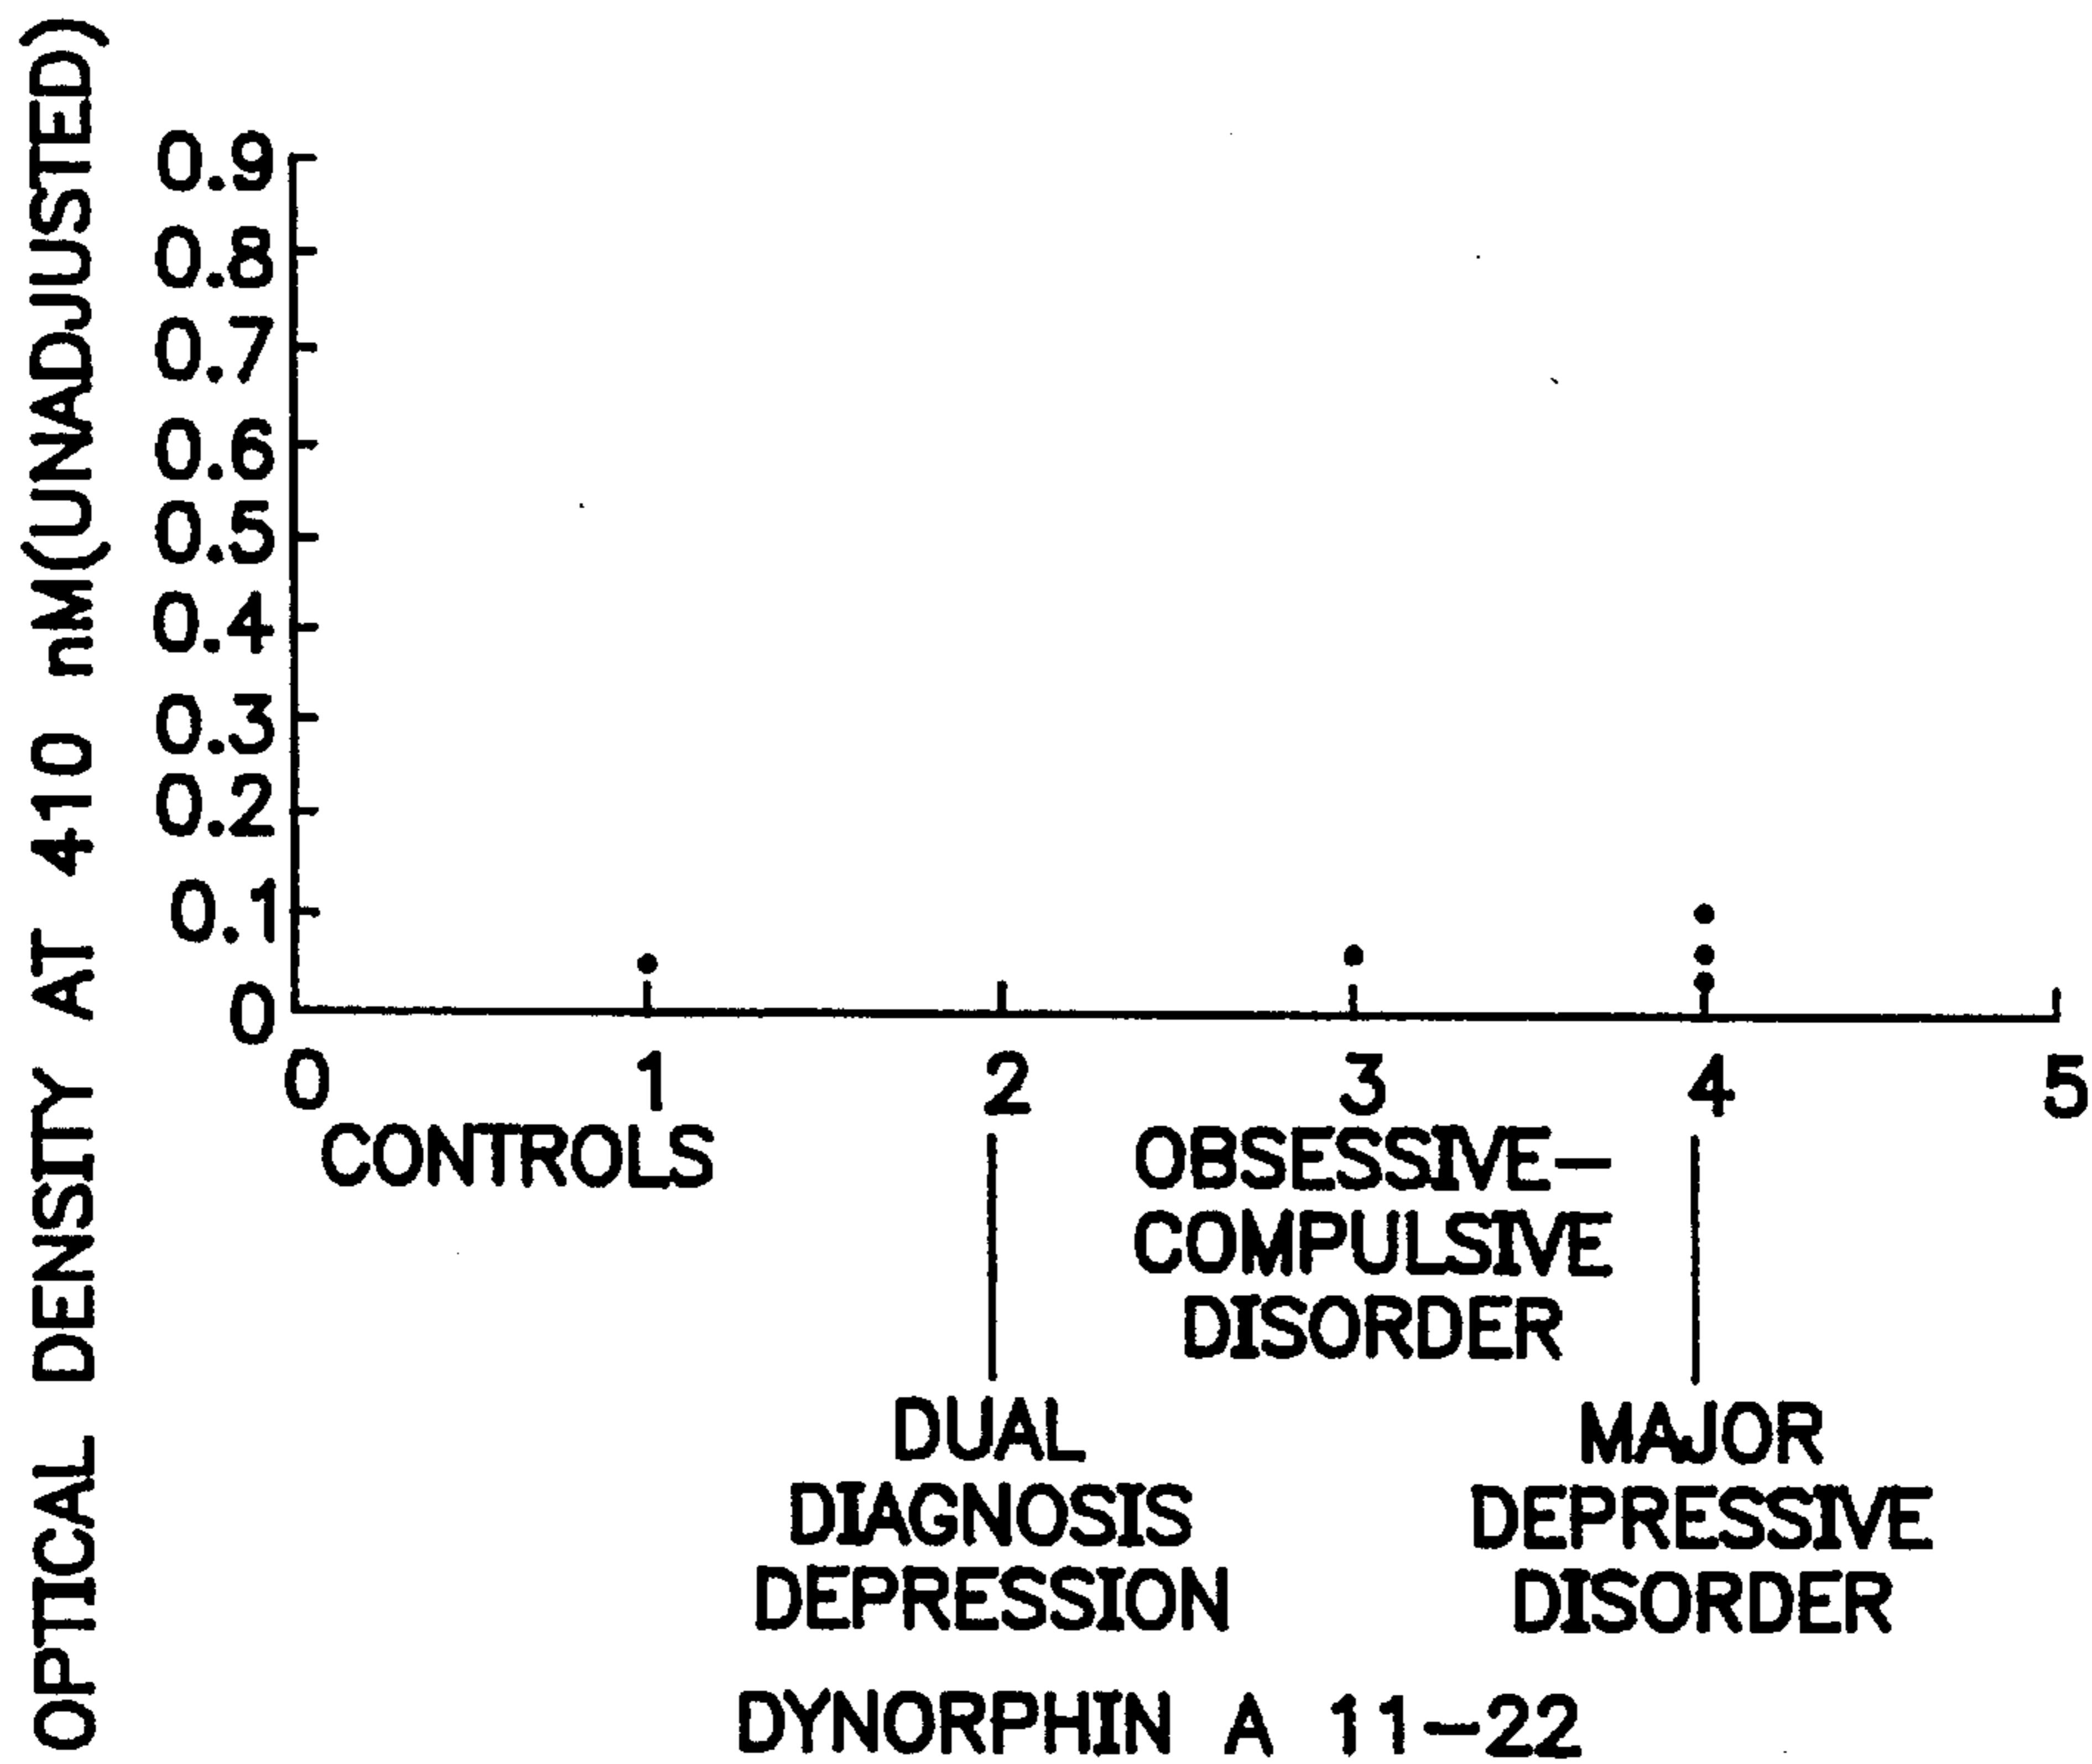 OPTICAL DENSITY AT 410 nM(UNADJUSTED)
0.9
0.8
0.7
0.6
0.5
0.4
0.3
0.2
0.1
0
0 1 2 3 4 5
CONTROLS
OBSESSIVE-
COMPULSIVE
DISORDER
DUAL
DIAGNOSIS
DEPRESSION
MAJOR
DEPRESSIVE
DISORDER
DYNORPHIN A 11-22